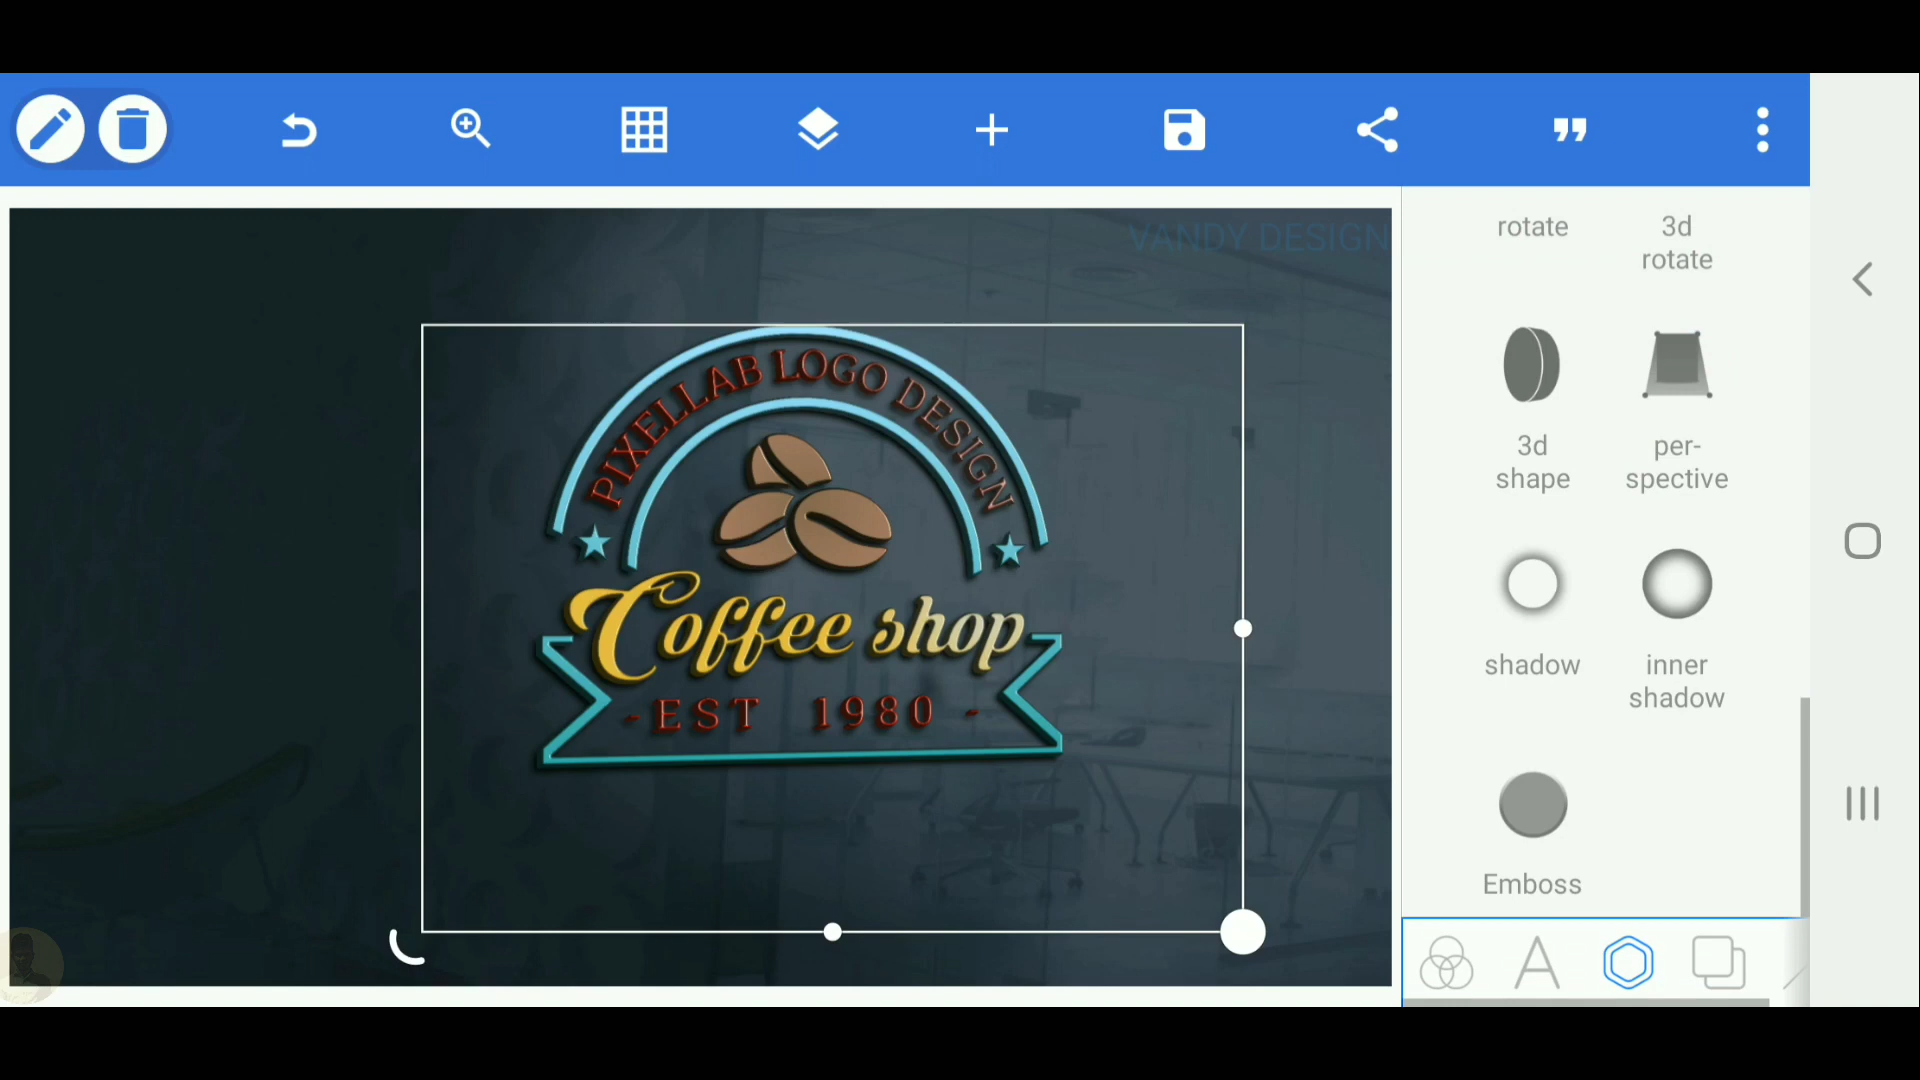 rotate
3d
rotate
VANDY DESIGN
PIXELLAB LOGO DESIGN
3d
shape
per-
spective
Coffee shop
shadow
inner
shadow
- EST 1980 -
Emboss